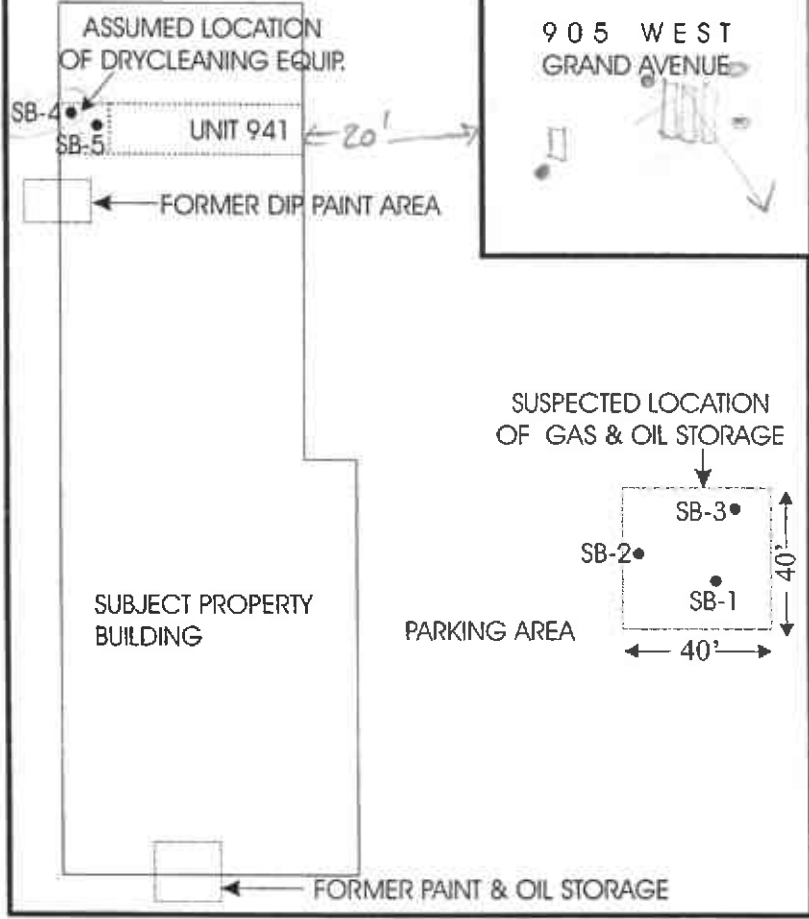 ASSUMED LOCATION
OF DRYCLEANING EQUIP.
SB-4
SB-5
UNIT 941
20'
905 WEST
GRAND AVENUE
FORMER DIP PAINT AREA
SUSPECTED LOCATION
OF GAS & OIL STORAGE
SB-3
SB-2
SB-1
40'
40'
SUBJECT PROPERTY
BUILDING
PARKING AREA
FORMER PAINT & OIL STORAGE